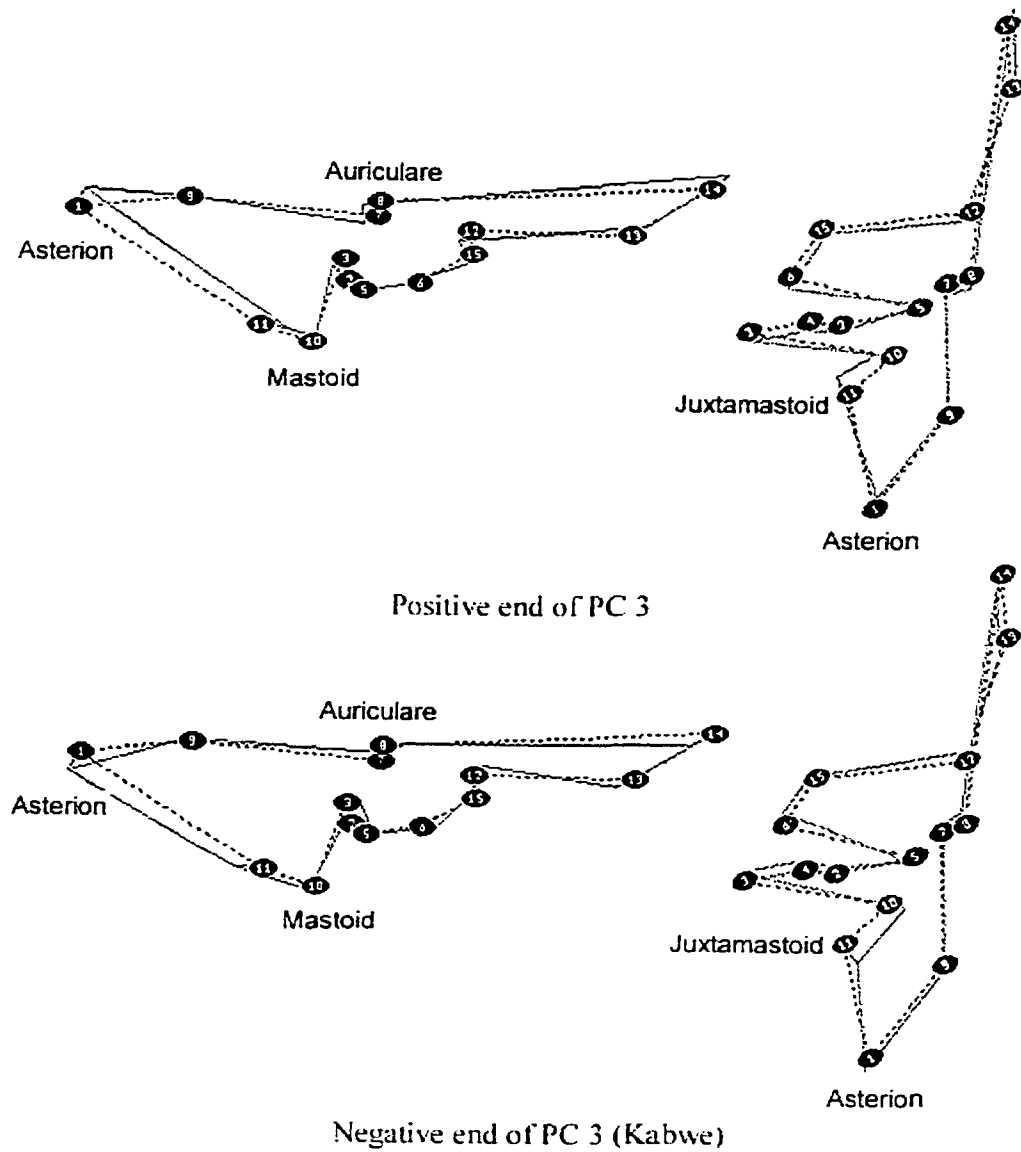 Auriculare
Asterion
Mastoid
Juxtamastoid
Asterion
Positive end of PC 3
Auriculare
Asterion
Mastoid
Juxtamastoid
Asterion
Negative end of PC 3 (Kabwe)